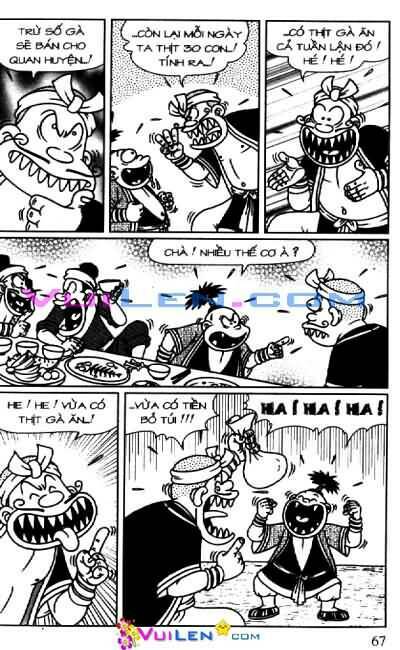 TRỪ SỐ GÀ
SẼ BÁN CHO
QUAN HUYỆN..!
..CÒN LẠI MỖI NGÀY
TA THỊT 30 CON..!
TÍNH RA..!
..CÓ THỊT GÀ ĂN
CẢ TUẦN LẬN ĐÓ!
HÉ! HÉ!
CHÀ! NHIỀU THẾ CƠ À?
VUILEN.COM
HE! HE! VỪA CÓ
THỊT GÀ ĂN..!
..VỪA CÓ TIỀN
BỎ TÚI!!!
HA! HA! HA!
67
VUILEN.COM